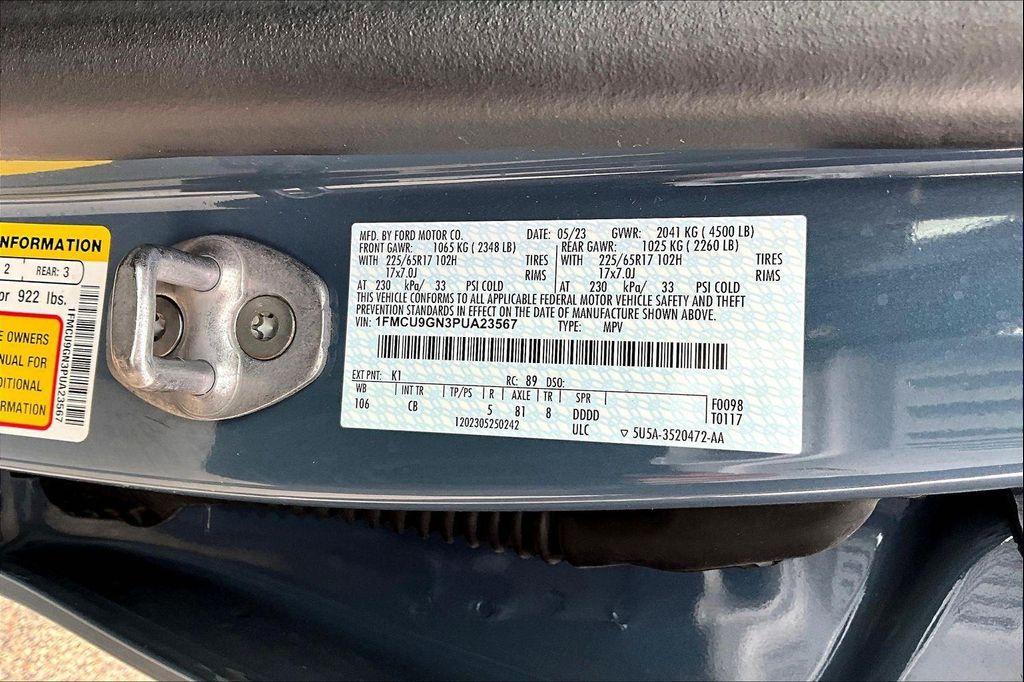 NFORMATION
2 REAR: 3
or 922 lbs.
E OWNERS
ANUAL FOR
DITIONAL
RMATION
1FMCU9GN3PUA23567
MFD. BY FORD MOTOR CO. DATE: 05/23 GVWR: 2041 KG ( 4500 LB)
FRONT GAWR: 1065 KG ( 2348 LB) REAR GAWR: 1025 KG ( 2260 LB)
WITH 225/65R17 102H TIRES WITH 225/65R17 102H TIRES
17x7.0J RIMS 17x7.0J RIMS
AT 230 kPa/ 33 PSI COLD AT 230 kPa/ 33 PSI COLD
THIS VEHICLE CONFORMS TO ALL APPLICABLE FEDERAL MOTOR VEHICLE SAFETY AND THEFT
PREVENTION STANDARDS IN EFFECT ON THE DATE OF MANUFACTURE SHOWN ABOVE.
VIN: 1FMCU9GN3PUA23567 TYPE: MPV
EXT PNT: K1 RC: 89 DSO:
WB INT TR TP/PS R AXLE TR SPR F0098
106 CB 5 81 8 DDDD T0117
1202305250242 ULC ▽ 5U5A-3520472-AA